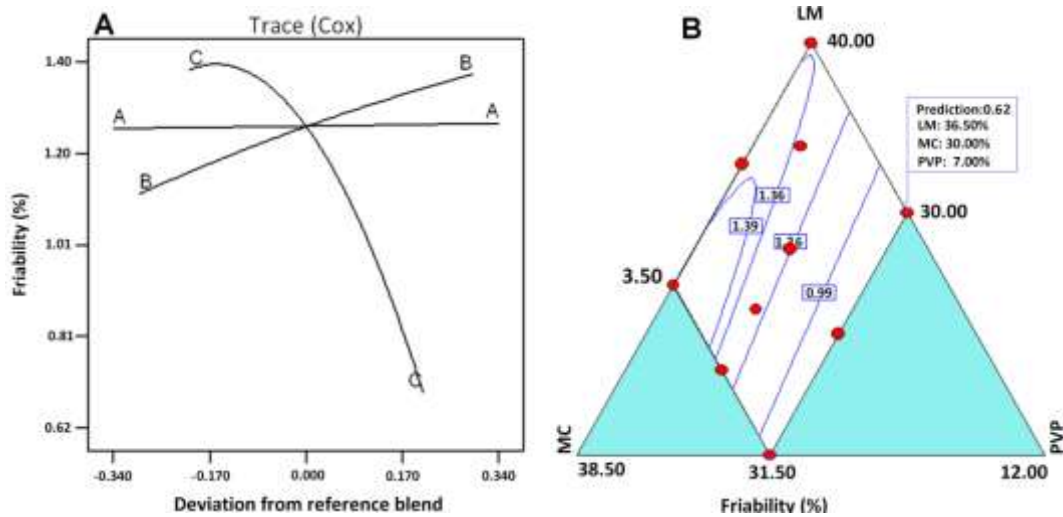 A
Trace (Cox)
Friability (%)
1.40
1.20
1.01
0.81
0.62
C
B
A
A
B
C
-0.340
-0.170
0.000
0.170
0.340
Deviation from reference blend
B
LM
40.00
Prediction:0.62
LM: 36.50%
MC: 30.00%
PVP: 7.00%
30.00
1.36
1.39
0.99
3.50
MC
PVP
38.50
31.50
12.00
Friability (%)